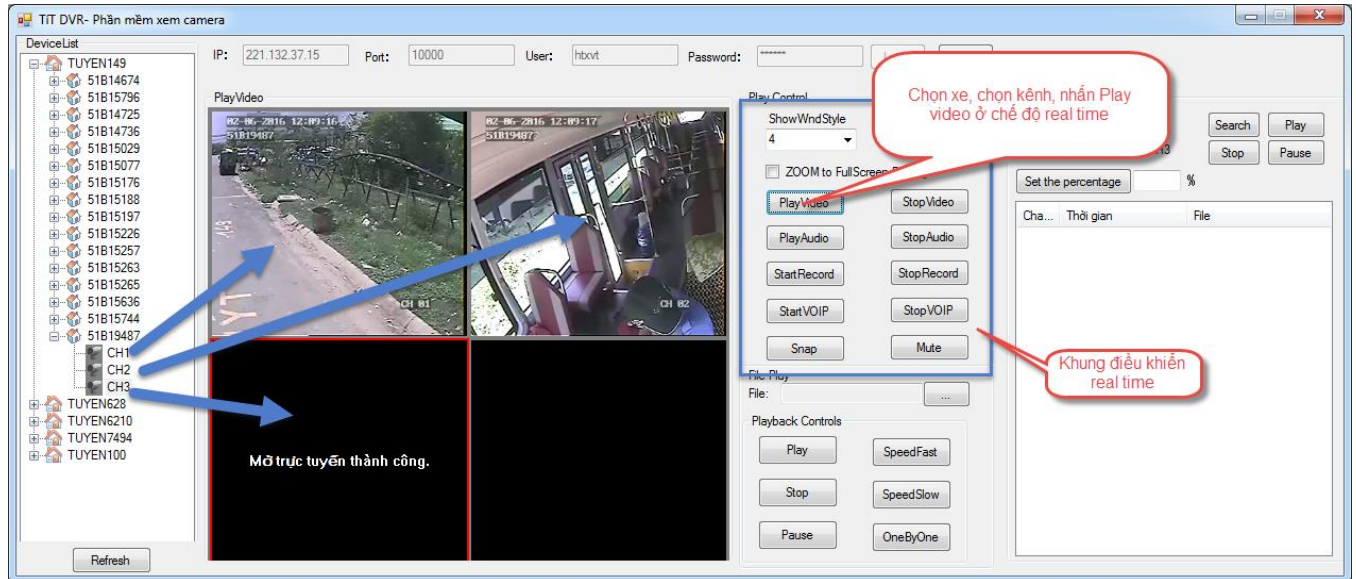 TiT DVR- Phần mềm xem camera
DeviceList
TUYEN149
51B14674
51B15796
51B14725
51B14736
51B15029
51B15077
51B15176
51B15188
51B15197
51B15226
51B15257
51B15263
51B15265
51B15636
51B15744
51B19487
CH1
CH2
CH3
TUYEN628
TUYEN6210
TUYEN7494
TUYEN100
Refresh
IP: 221.132.37.15 Port: 10000 User: htxvt Password: ******
PlayVideo
02-06-2016 12:09:16
51B19487
CH 01
02-06-2016 12:09:17
51B19487
CH 02
Mở trực tuyến thành công.
Play Control
ShowWndStyle
4
ZOOM to FullScreen
PlayVideo StopVideo
PlayAudio StopAudio
StartRecord StopRecord
StartVOIP StopVOIP
Snap Mute
File Play
File: ...
Playback Controls
Play SpeedFast
Stop SpeedSlow
Pause OneByOne
Chọn xe, chọn kênh, nhấn Play
video ở chế độ real time
Khung điều khiển
real time
Search Play
Stop Pause
Set the percentage %
Cha... Thời gian File